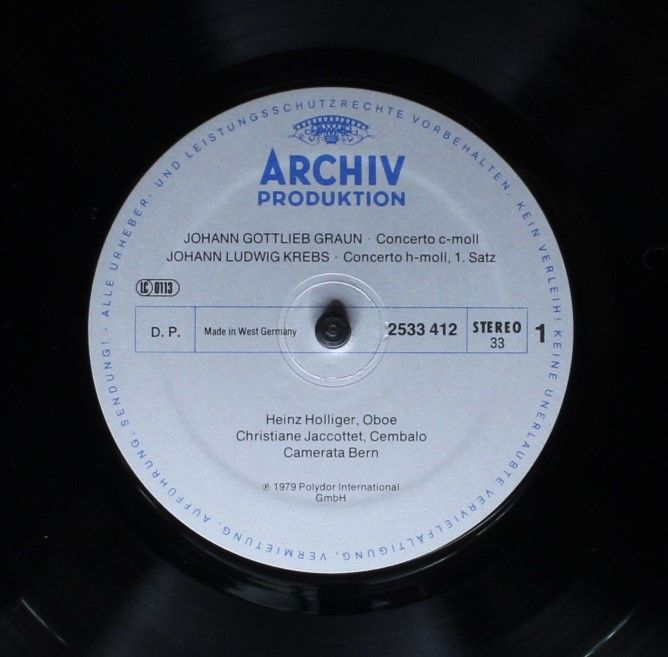 ALLE URHEBER- UND LEISTUNGSSCHUTZRECHTE VORBEHALTEN. KEIN VERLEIH! KEINE UNERLAUBTE VERVIELFÄLTIGUNG, VERMIETUNG, AUFFÜHRUNG, SENDUNG! ·
ARCHIV
PRODUKTION
JOHANN GOTTLIEB GRAUN · Concerto c-moll
JOHANN LUDWIG KREBS · Concerto h-moll, 1. Satz
LC 0113
D. P. Made in West Germany 2533 412 STEREO 33 1
Heinz Holliger, Oboe
Christiane Jaccottet, Cembalo
Camerata Bern
℗ 1979 Polydor International
GmbH